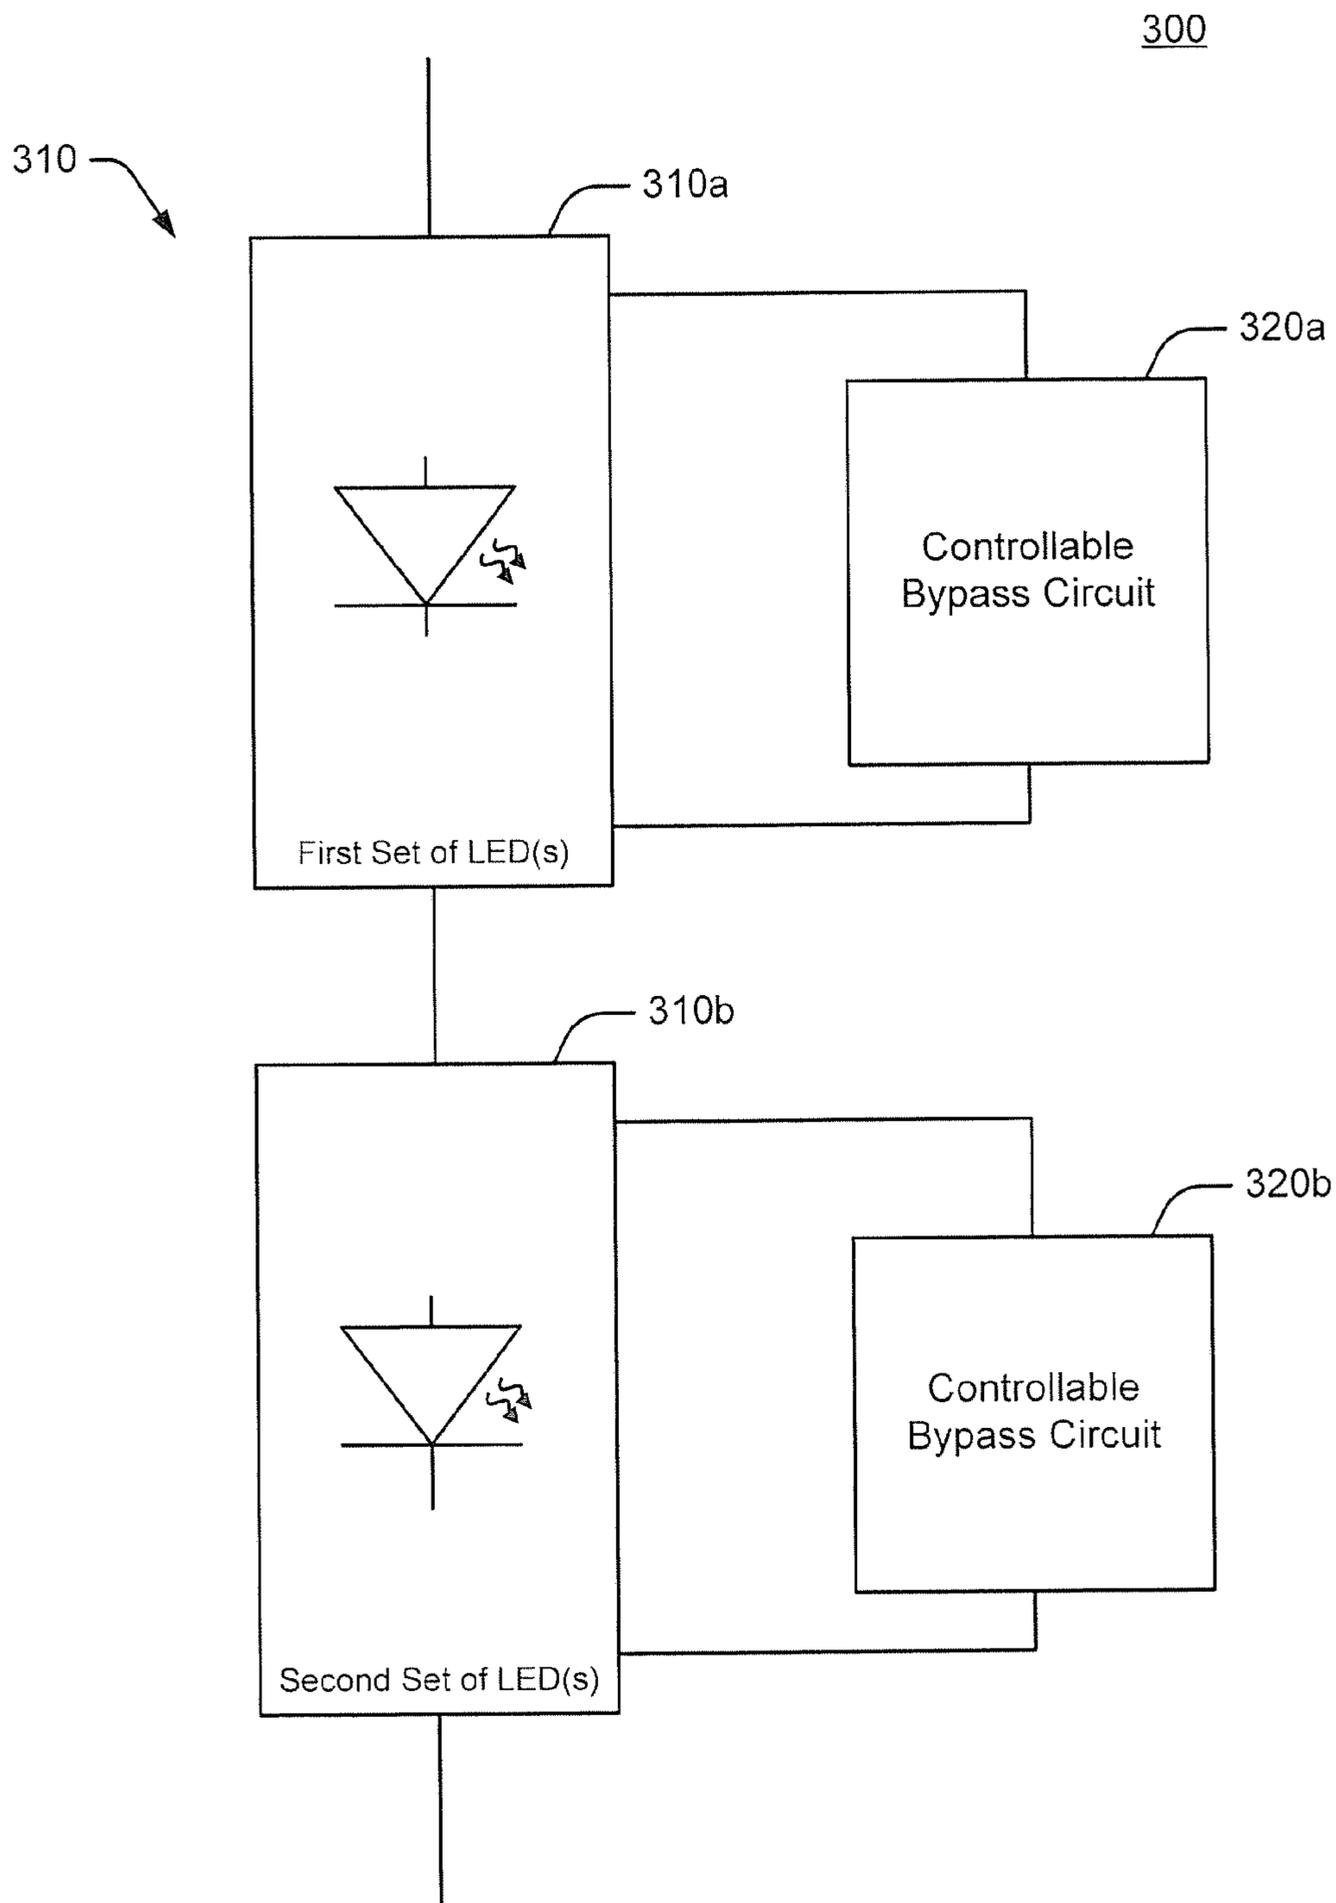 300
310
310a
320a
Controllable
Bypass Circuit
First Set of LED(s)
310b
320b
Controllable
Bypass Circuit
Second Set of LED(s)